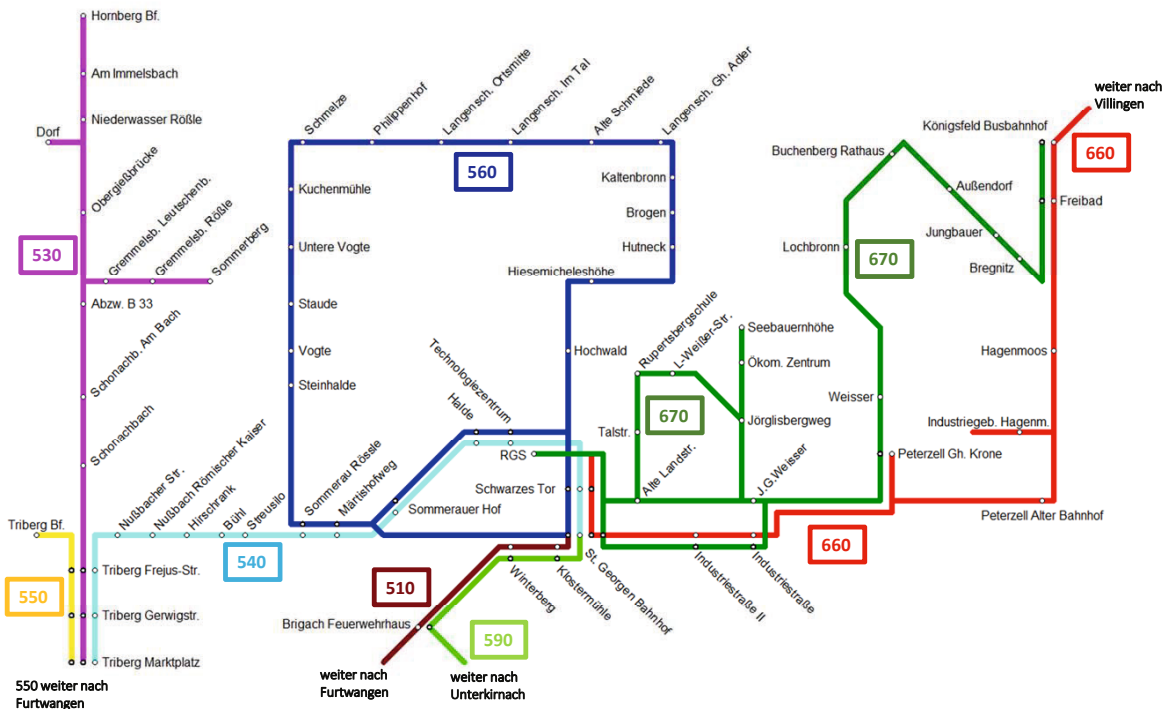 Hornberg Bf.
Am Immelsbach
Niederwasser Rößle
Dorf
Obergießbrücke
Gremmelsb. Leutschenb.
Gremmelsb. Rößle
Sommerberg
530
Abzw. B 33
Schonachb. Am Bach
Schonachbach
Triberg Bf.
Nußbacher Str.
Nußbach Römischer Kaiser
Hirschrank
Bühl
Streusilo
540
550
Triberg Frejus-Str.
Triberg Gerwigstr.
Triberg Marktplatz
550 weiter nach
Furtwangen
Schmelze
Philippenhof
Langensch. Ortsmitte
Langensch. Im Tal
Alte Schmiede
Langensch. Gh. Adler
560
Kuchenmühle
Untere Vogte
Staude
Vogte
Steinhalde
Sommerau Rössle
Märtishofweg
Kaltenbronn
Brogen
Hutneck
Hiesemicheleshöhe
Hochwald
Technologiezentrum
Halde
Sommerauer Hof
RGS
Schwarzes Tor
510
Winterberg
Klostermühle
St. Georgen Bahnhof
Brigach Feuerwehrhaus
590
weiter nach
Furtwangen
weiter nach
Unterkirnach
Rupertsbergschule
L-Weißer-Str.
Seebauernhöhe
Ökom. Zentrum
670
Talstr.
Jörglisbergweg
Alte Landstr.
J.G.Weisser
Industriestraße II
Industriestraße
660
weiter nach
Villingen
Königsfeld Busbahnhof
660
Buchenberg Rathaus
Außendorf
Freibad
Jungbauer
Lochbronn
670
Bregnitz
Hagenmoos
Weisser
Industriegeb. Hagenm.
Peterzell Gh. Krone
Peterzell Alter Bahnhof